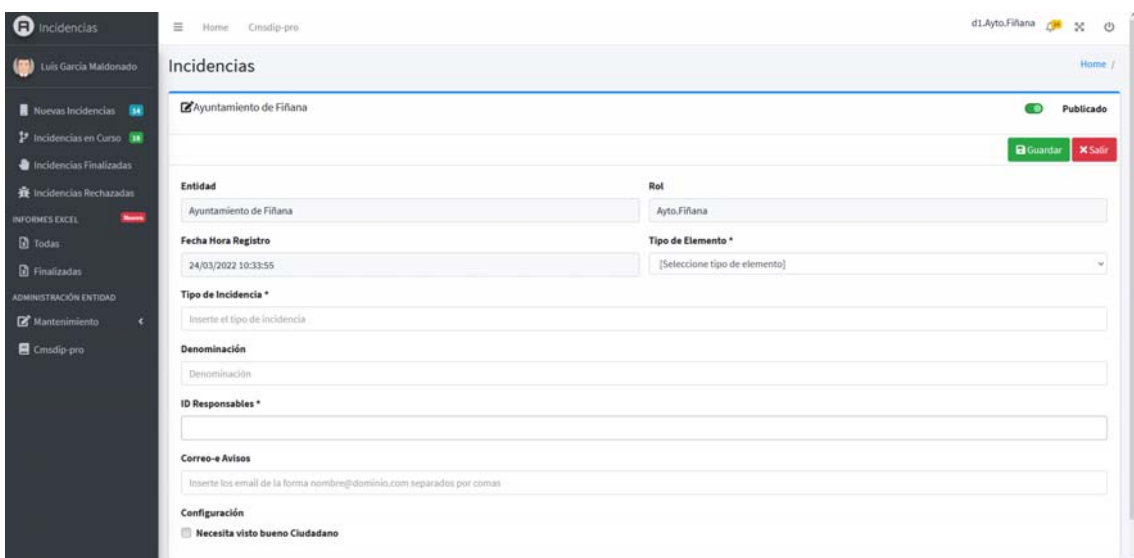 Incidencias
Home Cmsdip-pro
d1.Ayto.Fiñana
Luis García Maldonado
Nuevas Incidencias 14
Incidencias en Curso
Incidencias Finalizadas
Incidencias Rechazadas
INFORMES EXCEL Nuevo
Todas
Finalizadas
ADMINISTRACIÓN ENTIDAD
Mantenimiento
Cmsdip-pro
Incidencias
Home /
Ayuntamiento de Fiñana
Publicado
Guardar
Salir
Entidad
Ayuntamiento de Fiñana
Rol
Ayto.Fiñana
Fecha Hora Registro
24/03/2022 10:33:55
Tipo de Elemento *
[Seleccione tipo de elemento]
Tipo de Incidencia *
Inserte el tipo de incidencia
Denominación
Denominación
ID Responsables *
Correo-e Avisos
Inserte los email de la forma nombre@dominio.com separados por comas
Configuración
Necesita visto bueno Ciudadano